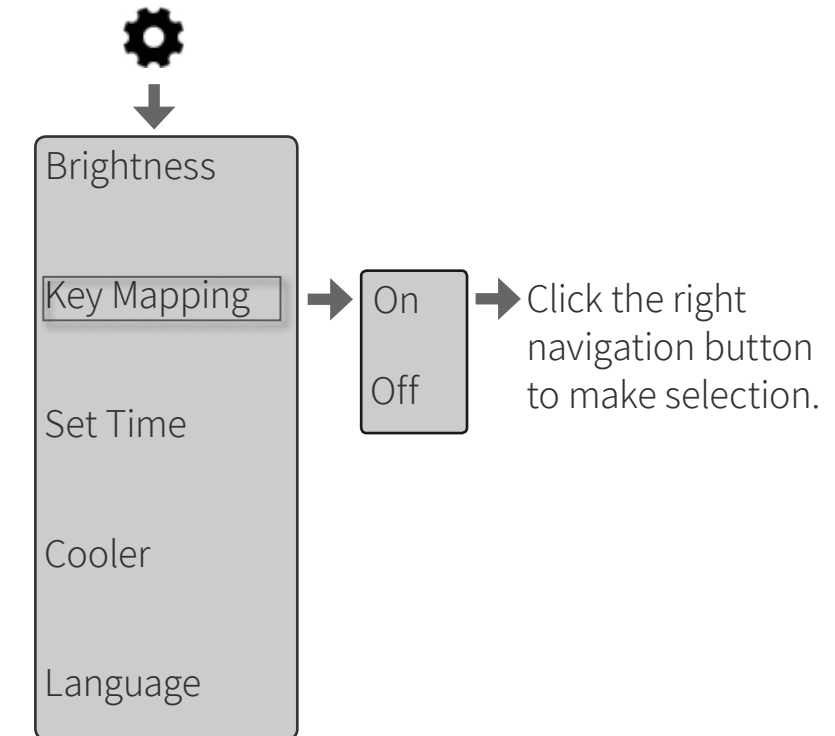 Brightness
Key Mapping
On
Off
Click the right
navigation button
to make selection.
Set Time
Cooler
Language